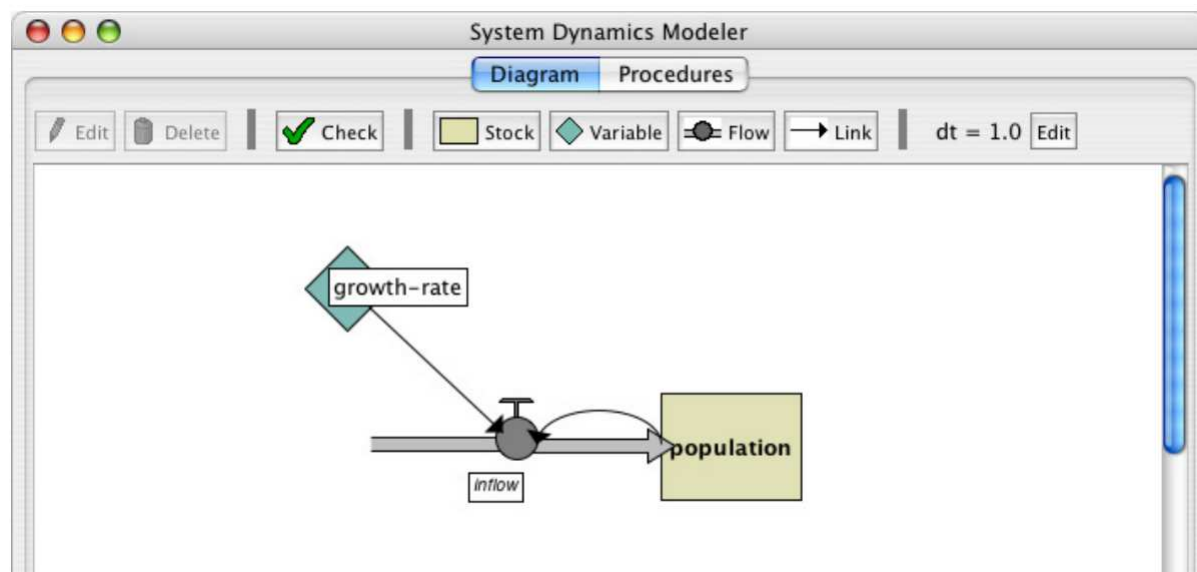 System Dynamics Modeler
Diagram Procedures
Edit Delete Check Stock Variable Flow Link dt = 1.0 Edit
growth-rate
population
inflow